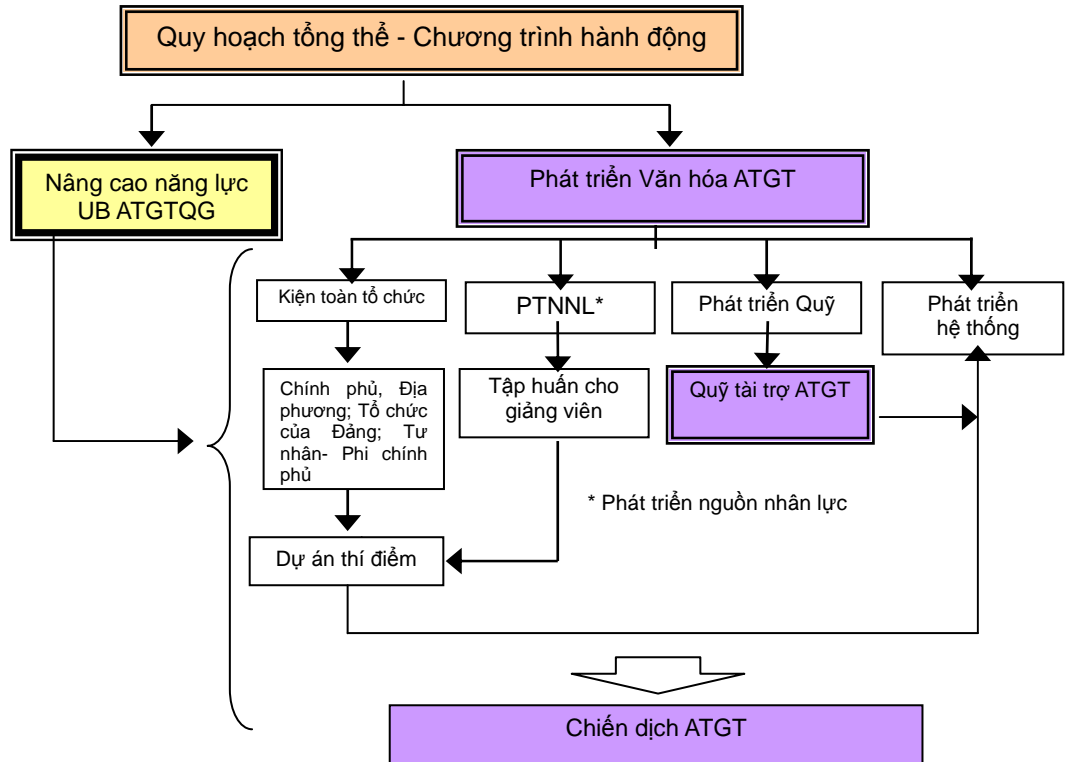 Quy hoạch tổng thể - Chương trình hành động
Nâng cao năng lực
UB ATGTQG
Phát triển Văn hóa ATGT
Kiện toàn tổ chức
PTNNL*
Phát triển Quỹ
Phát triển
hệ thống
Chính phủ, Địa
phương; Tổ chức
của Đảng; Tư
nhân- Phi chính
phủ
Tập huấn cho
giảng viên
Quỹ tài trợ ATGT
* Phát triển nguồn nhân lực
Dự án thí điểm
Chiến dịch ATGT